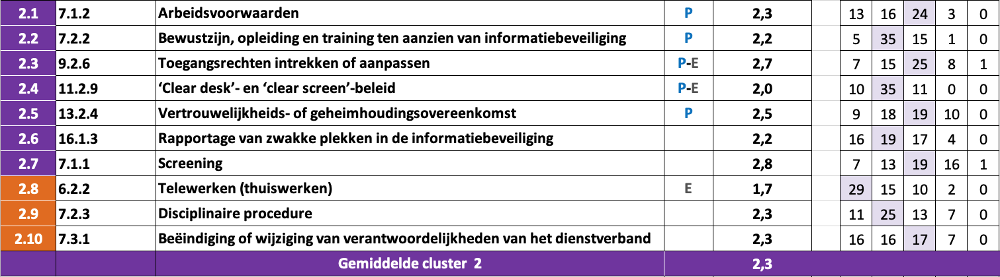 2.1 7.1.2 Arbeidsvoorwaarden P 2,3 13 16 24 3 0
2.2 7.2.2 Bewustzijn, opleiding en training ten aanzien van informatiebeveiliging P 2,2 5 35 15 1 0
2.3 9.2.6 Toegangsrechten intrekken of aanpassen P-E 2,7 7 15 25 8 1
2.4 11.2.9 ‘Clear desk’- en ‘clear screen’-beleid P-E 2,0 10 35 11 0 0
2.5 13.2.4 Vertrouwelijkheids- of geheimhoudingsovereenkomst P 2,5 9 18 19 10 0
2.6 16.1.3 Rapportage van zwakke plekken in de informatiebeveiliging 2,2 16 19 17 4 0
2.7 7.1.1 Screening 2,8 7 13 19 16 1
2.8 6.2.2 Telewerken (thuiswerken) E 1,7 29 15 10 2 0
2.9 7.2.3 Disciplinaire procedure 2,3 11 25 13 7 0
2.10 7.3.1 Beëindiging of wijziging van verantwoordelijkheden van het dienstverband 2,3 16 16 17 7 0
Gemiddelde cluster 2 2,3